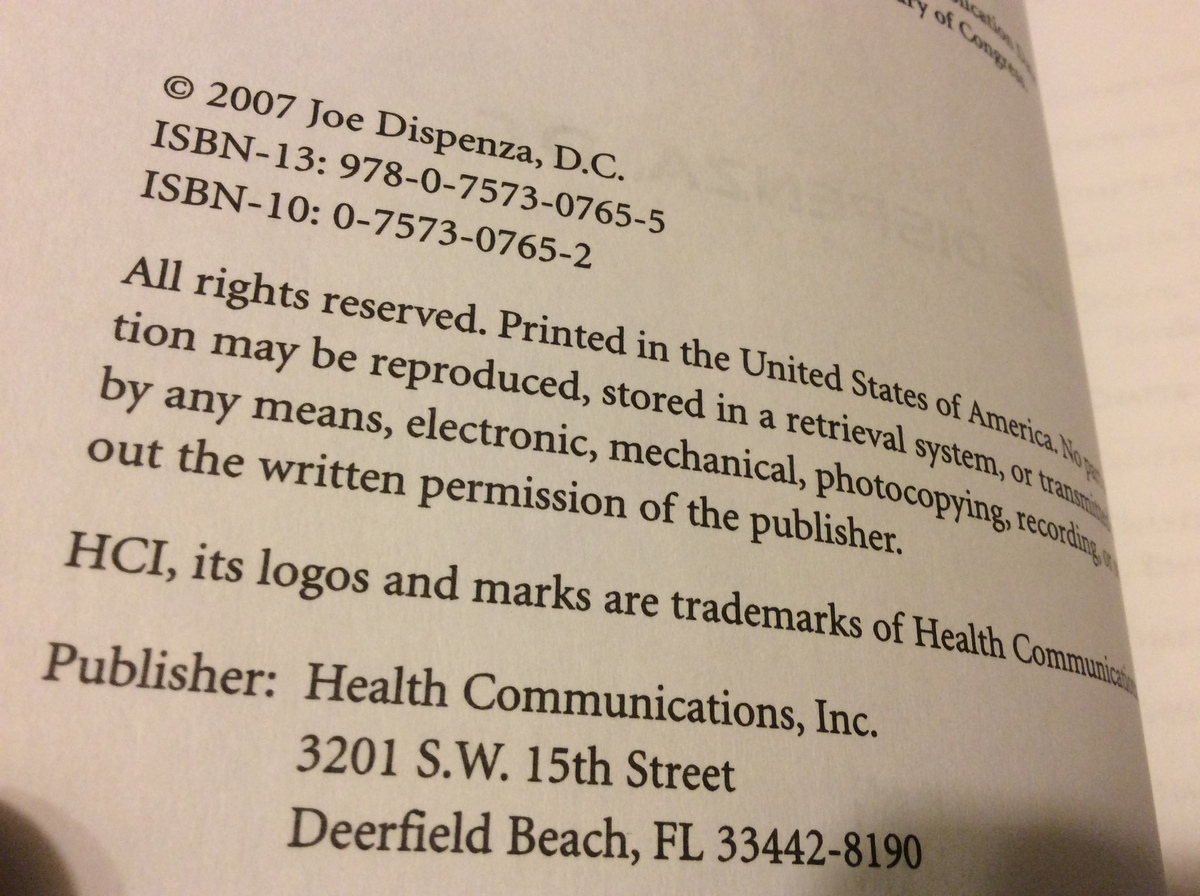 ry of Congress
© 2007 Joe Dispenza, D.C.
ISBN-13: 978-0-7573-0765-5
ISBN-10: 0-7573-0765-2
All rights reserved. Printed in the United States of America. No
tion may be reproduced, stored in a retrieval system, or
by any means, electronic, mechanical, photocopying, recording,
out the written permission of the publisher.
HCI, its logos and marks are trademarks of Health
Publisher: Health Communications, Inc.
3201 S.W. 15th Street
Deerfield Beach, FL 33442-8190